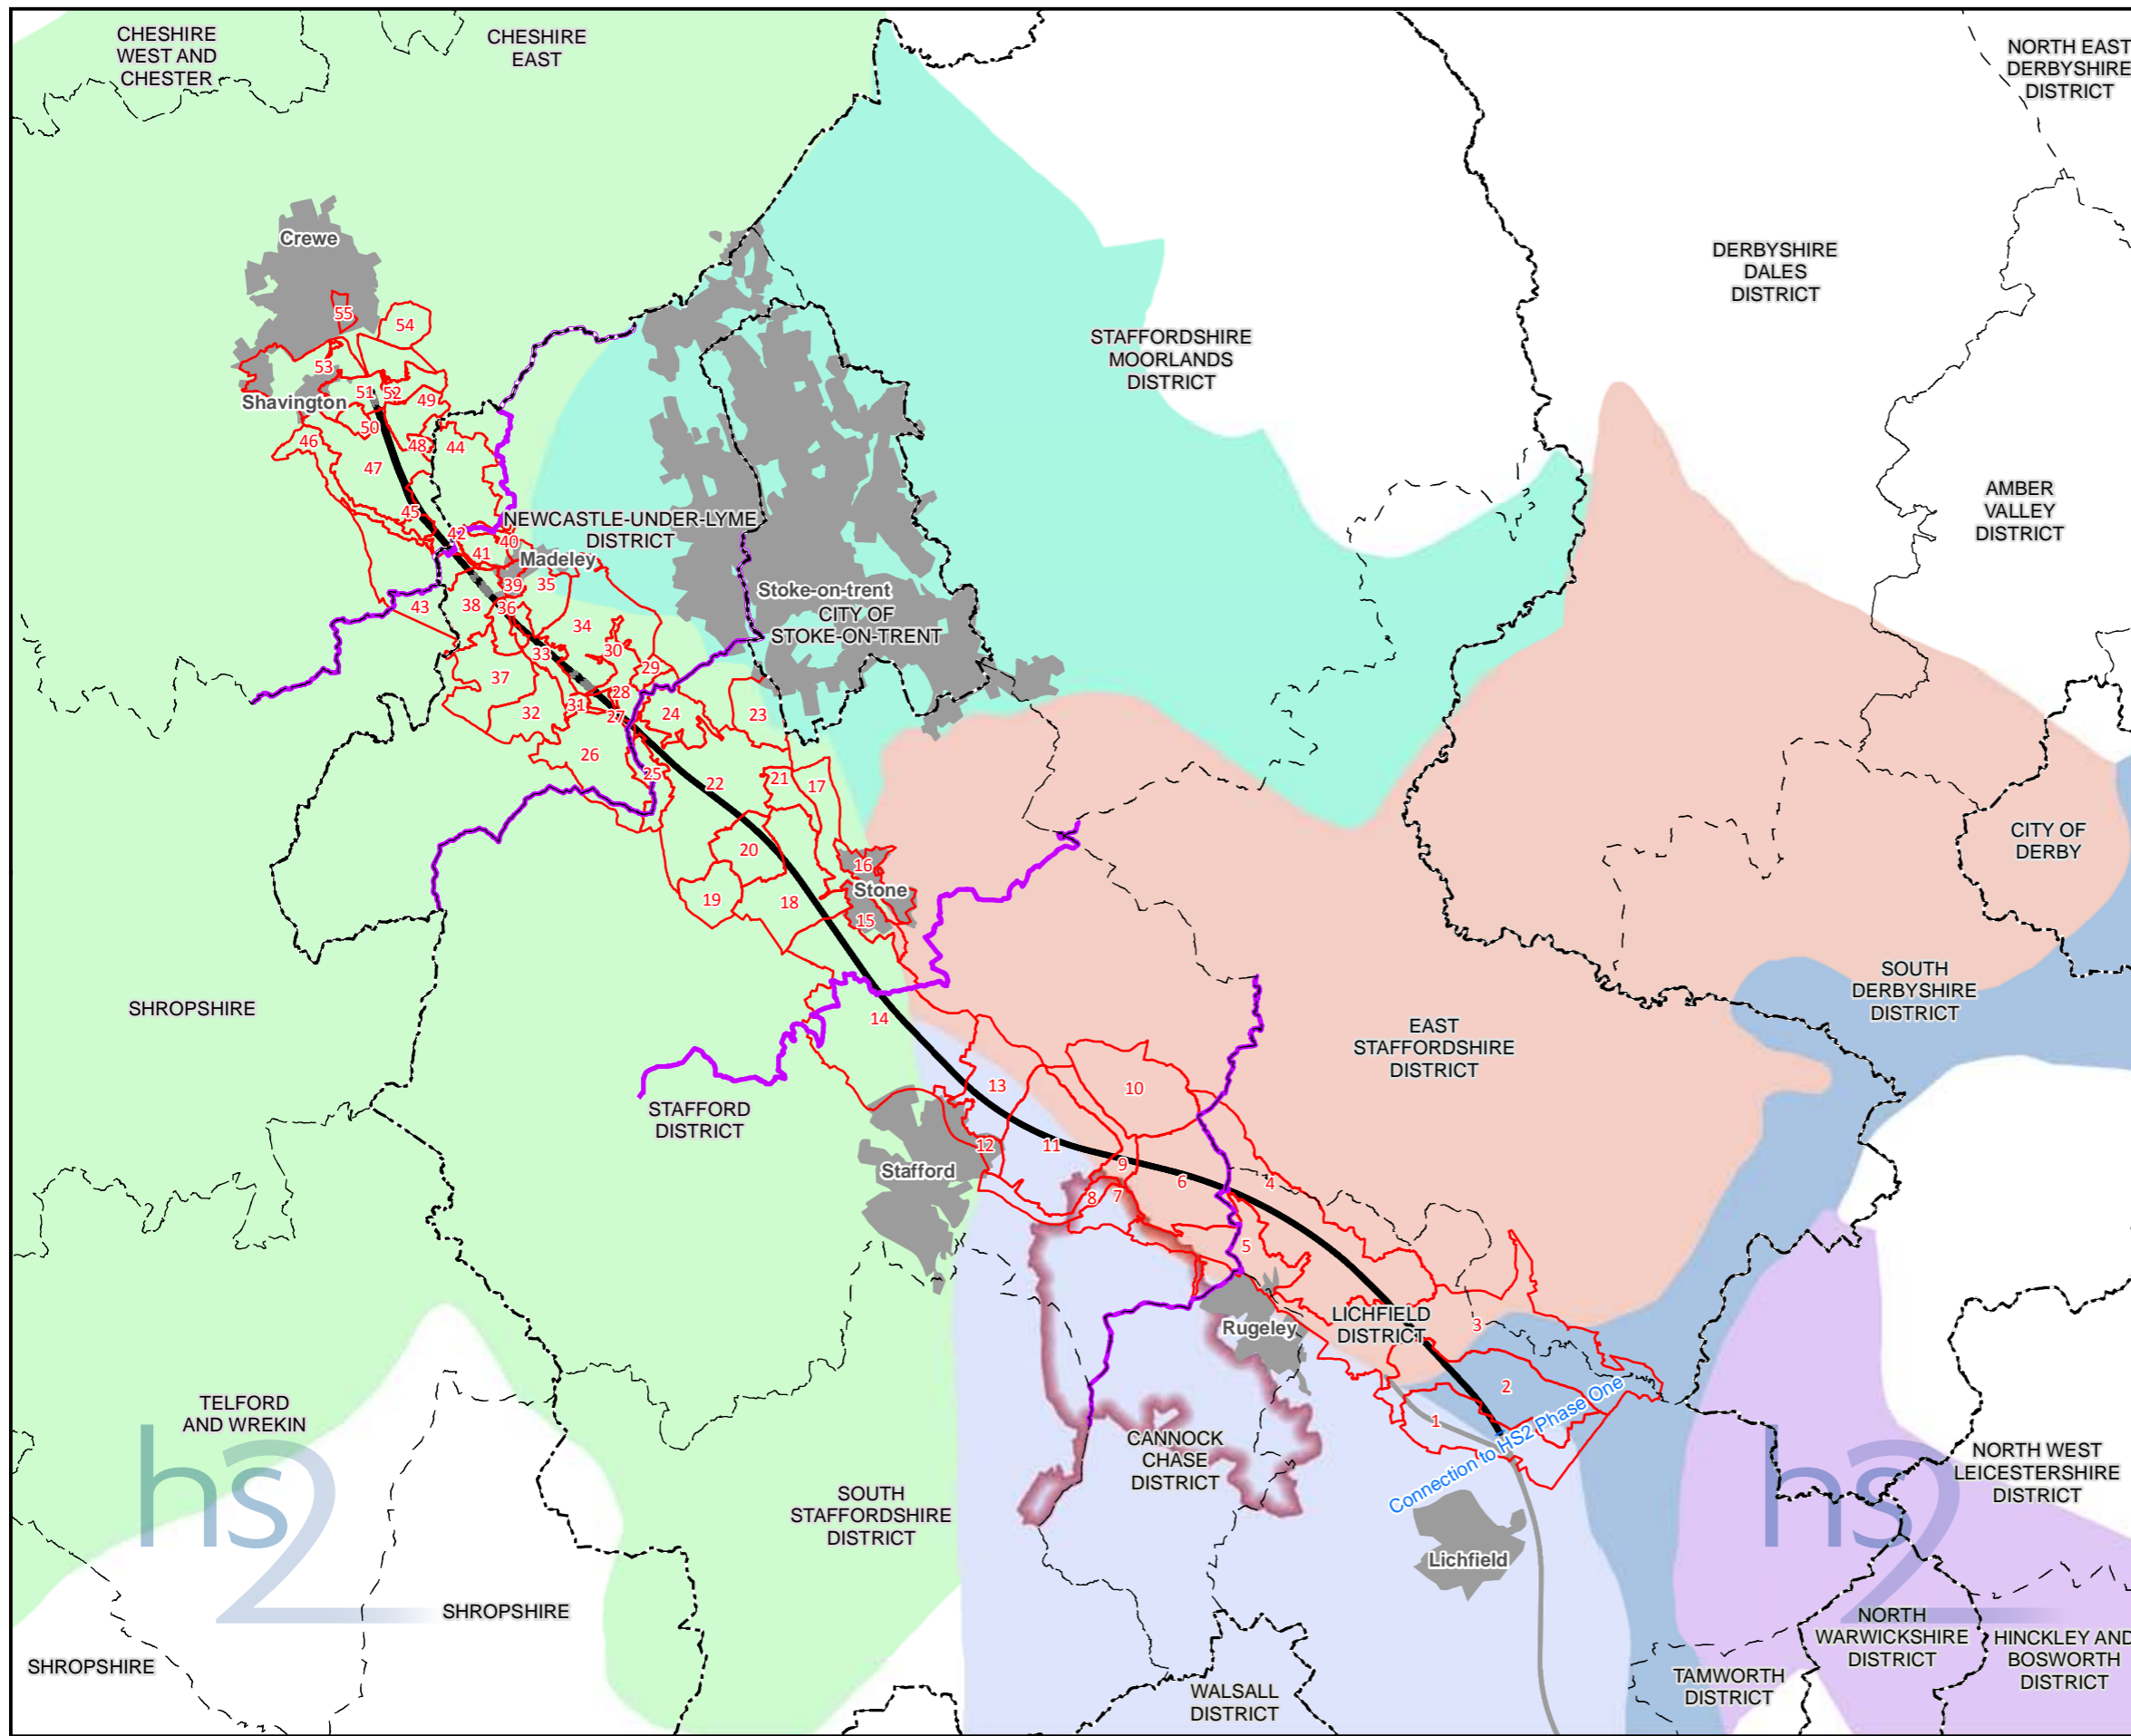 CHESHIRE
WEST AND
CHESTER
CHESHIRE
EAST
NORTH EAST
DERBYSHIRE
DISTRICT
Crewe
DERBYSHIRE
DALES
DISTRICT
55
54
STAFFORDSHIRE
MOORLANDS
DISTRICT
53
51
52
49
Shavington
50
46
48
44
47
AMBER
VALLEY
DISTRICT
45
NEWCASTLE-UNDER-LYME
DISTRICT
42
40
41
Madeley
39
35
Stoke-on-trent
CITY OF
STOKE-ON-TRENT
43
38
36
34
33
30
29
37
28
31
32
27
24
23
26
25
22
21
17
CITY OF
DERBY
20
16
Stone
19
18
15
SOUTH
DERBYSHIRE
DISTRICT
SHROPSHIRE
14
EAST
STAFFORDSHIRE
DISTRICT
13
10
STAFFORD
DISTRICT
12
11
9
Stafford
6
4
8
7
5
Rugeley
LICHFIELD
DISTRICT
3
2
Connection to HS2 Phase One
1
TELFORD
AND WREKIN
hs2
CANNOCK
CHASE
DISTRICT
hs2
NORTH WEST
LEICESTERSHIRE
DISTRICT
SOUTH
STAFFORDSHIRE
DISTRICT
Lichfield
SHROPSHIRE
NORTH
WARWICKSHIRE
DISTRICT
HINCKLEY AND
BOSWORTH
DISTRICT
SHROPSHIRE
TAMWORTH
DISTRICT
WALSALL
DISTRICT